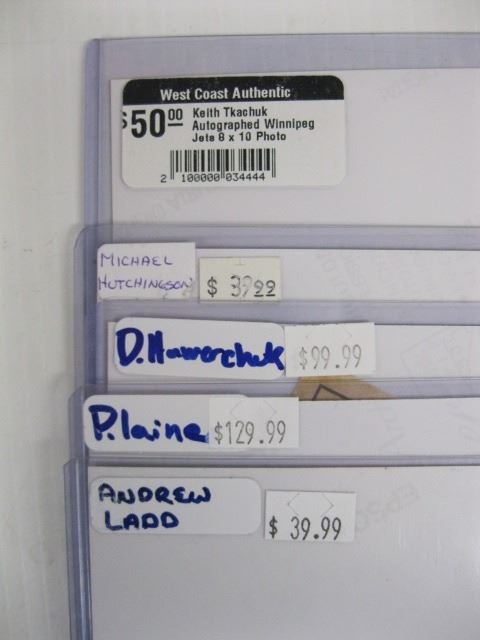 West Coast Authentic
$50.00 Keith Tkachuk
Autographed Winnipeg
Jets 8 x 10 Photo
2 100000 034444
MICHAEL
HUTCHINGSON
$ 39.99
D. Hawerchuk $99.99
P. laine $129.99
ANDREW
LADD
$ 39.99
EPSON